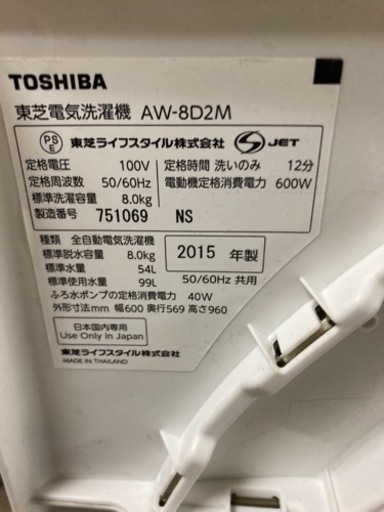 TOSHIBA
東芝電気洗濯機 AW-8D2M
PS E 東芝ライフスタイル株式会社 S JET
定格電圧 100V 定格時間 洗いのみ 12分
定格周波数 50/60Hz 電動機定格消費電力 600W
標準洗濯容量 8.0kg
製造番号 751069 NS
種類 全自動電気洗濯機
標準脱水容量 8.0kg 2015 年製
標準水量 54L
標準使用水量 99L 50/60Hz 共用
ふろ水ポンプの定格消費電力 40W
外形寸法mm 幅600 奥行569 高さ960
日本国内専用
Use Only in Japan
東芝ライフスタイル株式会社
MADE IN THAILAND